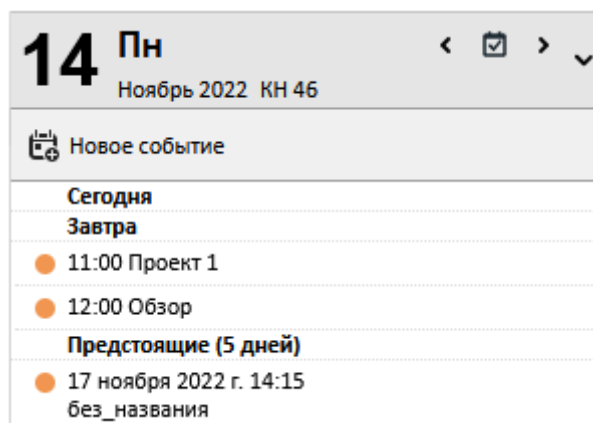 14 Пн
Ноябрь 2022 КН 46
Новое событие
Сегодня
Завтра
11:00 Проект 1
12:00 Обзор
Предстоящие (5 дней)
17 ноября 2022 г. 14:15
без_названия